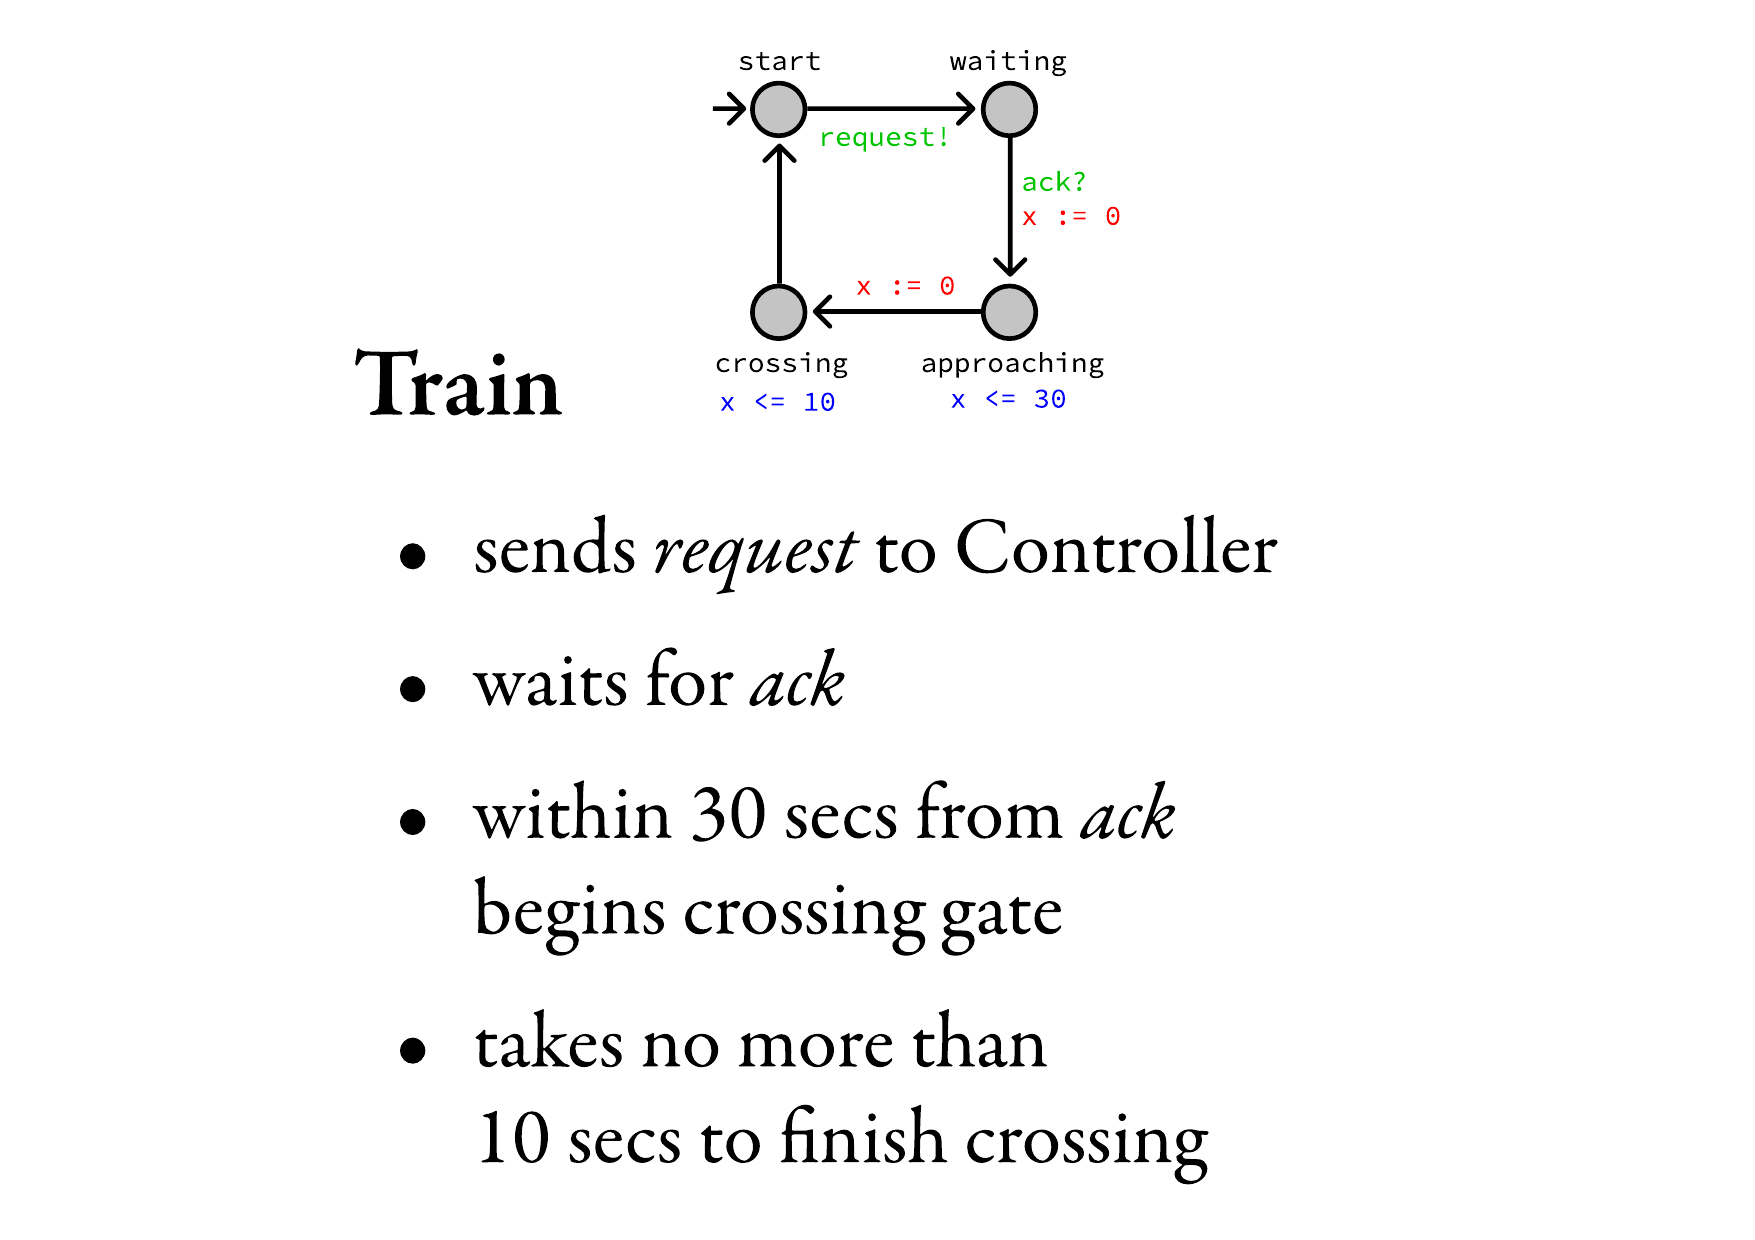 start
waiting
request!
ack?
x := 0
x := 0
crossing
approaching
x <= 10
x <= 30
Train
• sends request to Controller
• waits for ack
• within 30 secs from ack
begins crossing gate
• takes no more than
10 secs to finish crossing